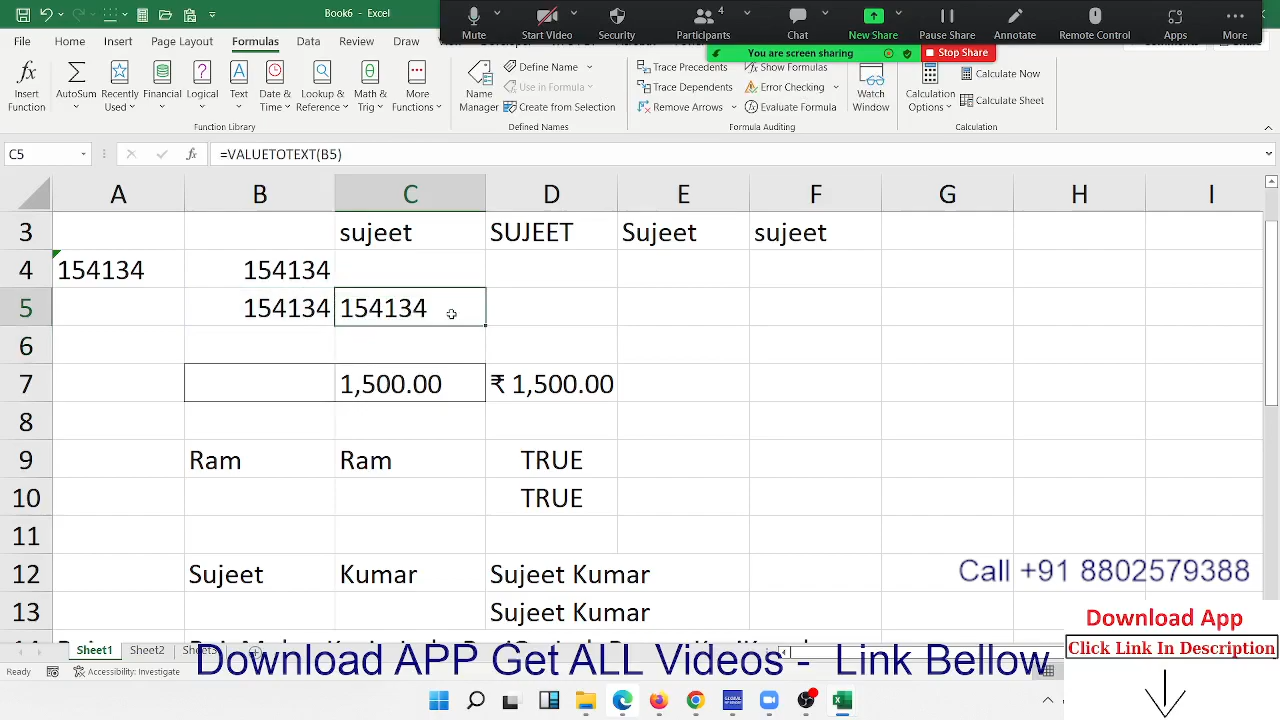 Book6 - Excel
Mute
Start Video
Security
Participants
4
Chat
New Share
Pause Share
Annotate
Remote Control
Apps
More
You are screen sharing
Stop Share
File
Home
Insert
Page Layout
Formulas
Data
Review
View
Draw
Insert Function
AutoSum
Recently Used
Financial
Logical
Text
Date & Time
Lookup & Reference
Math & Trig
More Functions
Function Library
Name Manager
Define Name
Use in Formula
Create from Selection
Defined Names
Trace Precedents
Trace Dependents
Remove Arrows
Show Formulas
Error Checking
Evaluate Formula
Formula Auditing
Watch Window
Calculation Options
Calculate Now
Calculate Sheet
Calculation
C5
fx
=VALUETOTEXT(B5)
A B C D E F G H I
3 sujeet SUJEET Sujeet sujeet
4 154134 154134
5 154134 154134
6
7 1,500.00 ₹ 1,500.00
8
9 Ram Ram TRUE
10 TRUE
11
12 Sujeet Kumar Sujeet Kumar
13 Sujeet Kumar
Call +91 8802579388
Download App
Click Link In Description
Sheet1 Sheet2
Download APP Get ALL Videos - Link Bellow
Ready
Accessibility: Investigate